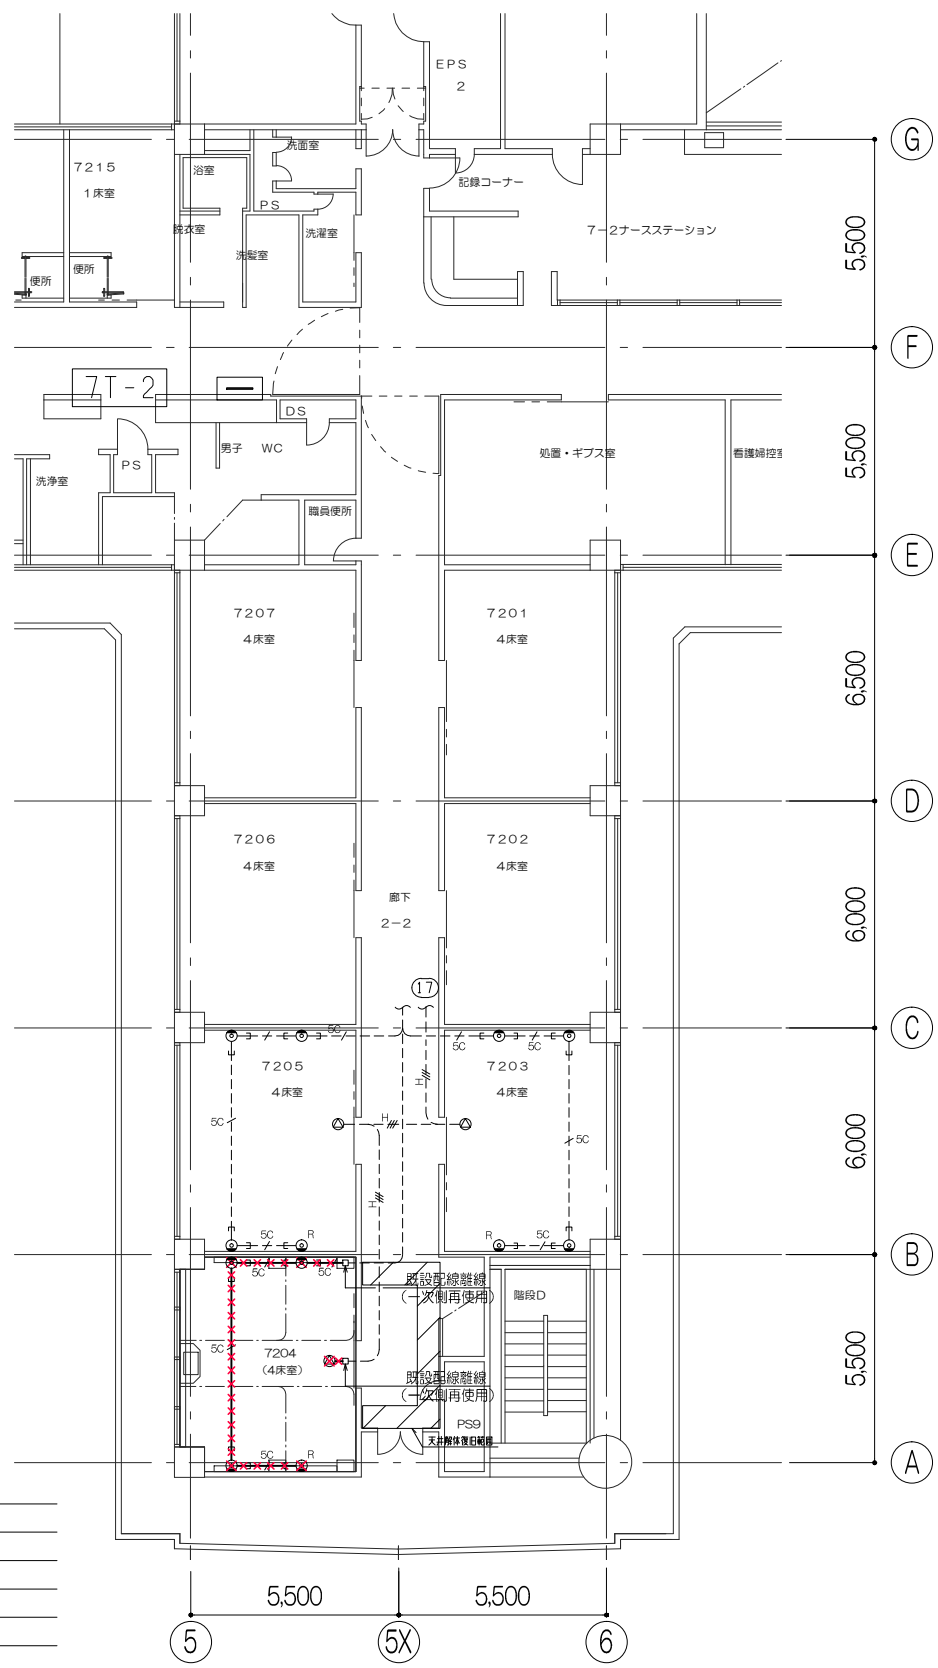 EPS
2
G
7215
1床室
浴室
洗面室
記録コーナー
PS
脱衣室
洗髪室
洗濯室
7-2ナースステーション
5,500
便所
便所
F
7T-2
DS
男子 WC
PS
洗浄室
処置・ギプス室
看護婦控室
5,500
職員便所
E
7207
4床室
7201
4床室
6,500
D
7206
4床室
7202
4床室
廊下
2-2
6,000
17
C
5C
5C
5C
7205
4床室
7203
4床室
H
H
5C
5C
6,000
H
5C
R
R
5C
B
5C
5C
既設配線離線
(一次側再使用)
階段D
5C
7204
(4床室)
5,500
既設配線離線
(一次側再使用)
PS9
天井解体復旧範囲
5C
R
A
5,500
5,500
5
5X
6